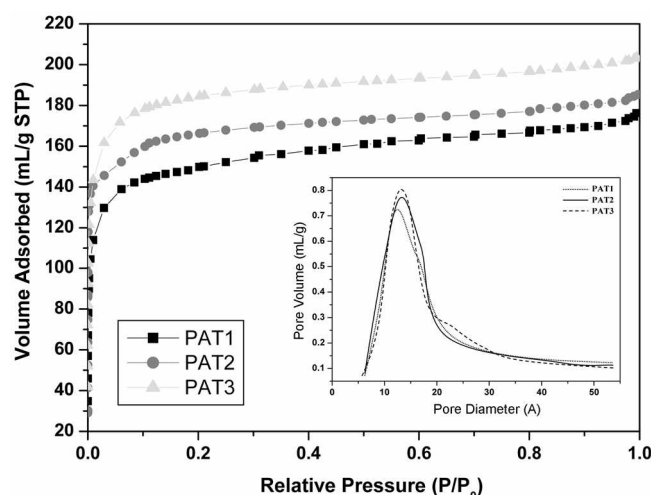 220
200
180
160
140
120
100
80
60
40
20
Volume Adsorbed (mL/g STP)
PAT1
PAT2
PAT3
0.8
0.7
0.6
0.5
0.4
0.3
0.2
0.1
Pore Volume (mL/g)
PAT1
PAT2
PAT3
10 20 30 40 50
Pore Diameter (A)
0.0 0.2 0.4 0.6 0.8 1.0
Relative Pressure (P/P₀)